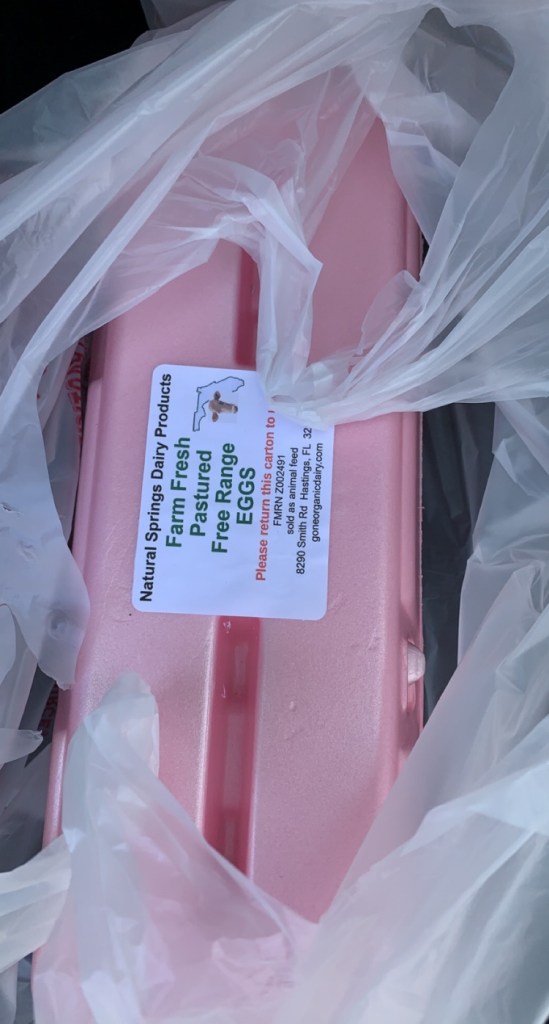 Natural Springs Dairy Products
Farm Fresh
Pastured
Free Range
EGGS
Please return this carton to
FMRN Z002491
sold as animal feed
8290 Smith Rd Hastings, FL 32
goneorganicdairy.com